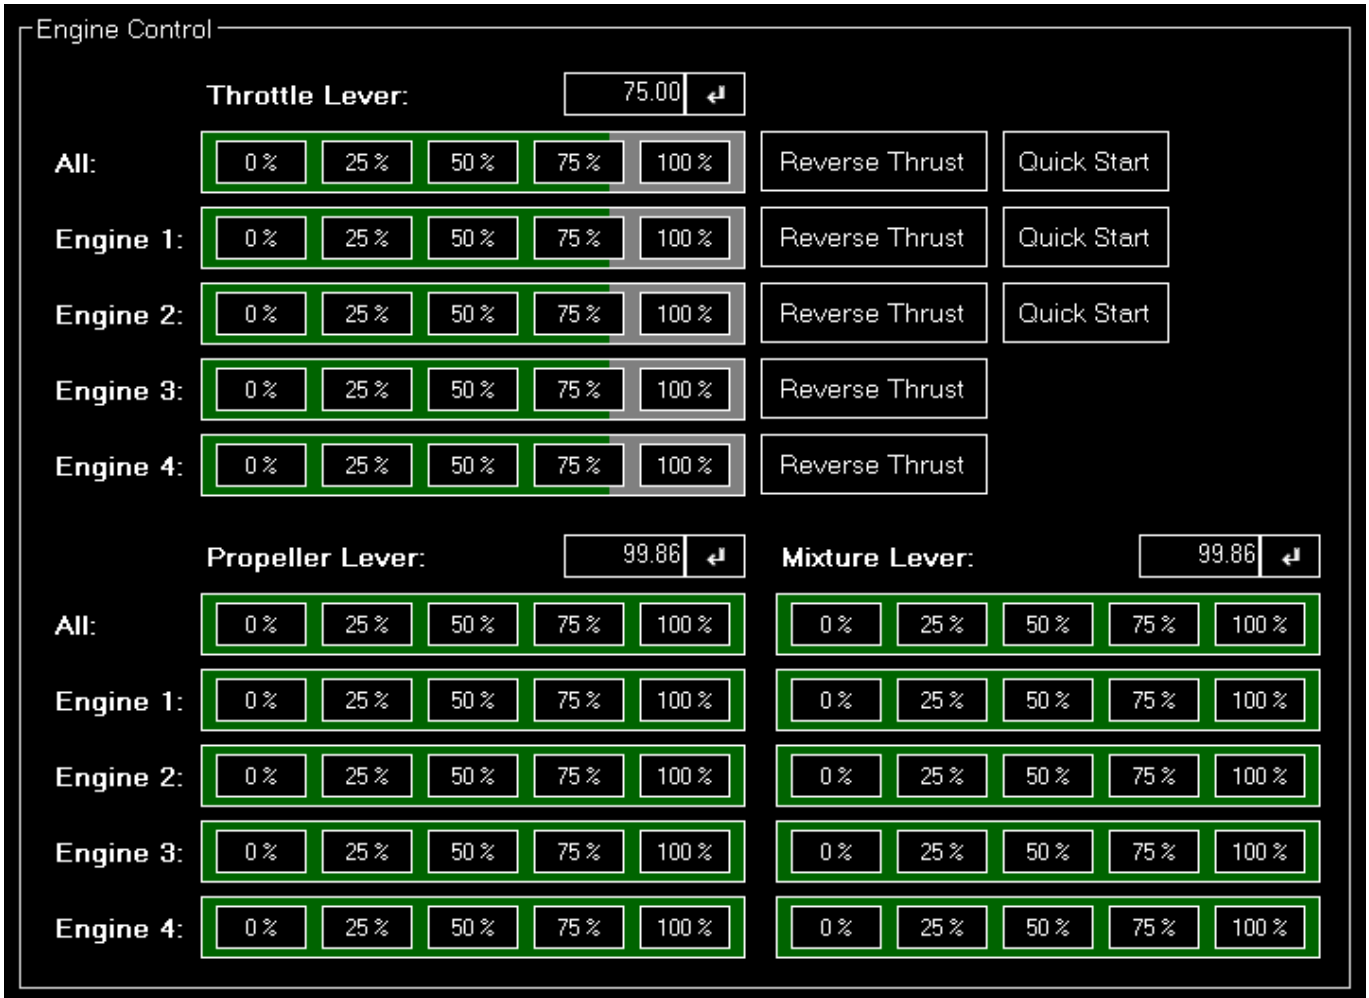 Engine Control
Throttle Lever: 75.00
All: 0 % 25 % 50 % 75 % 100 % Reverse Thrust Quick Start
Engine 1: 0 % 25 % 50 % 75 % 100 % Reverse Thrust Quick Start
Engine 2: 0 % 25 % 50 % 75 % 100 % Reverse Thrust Quick Start
Engine 3: 0 % 25 % 50 % 75 % 100 % Reverse Thrust
Engine 4: 0 % 25 % 50 % 75 % 100 % Reverse Thrust
Propeller Lever: 99.86 Mixture Lever: 99.86
All: 0 % 25 % 50 % 75 % 100 % 0 % 25 % 50 % 75 % 100 %
Engine 1: 0 % 25 % 50 % 75 % 100 % 0 % 25 % 50 % 75 % 100 %
Engine 2: 0 % 25 % 50 % 75 % 100 % 0 % 25 % 50 % 75 % 100 %
Engine 3: 0 % 25 % 50 % 75 % 100 % 0 % 25 % 50 % 75 % 100 %
Engine 4: 0 % 25 % 50 % 75 % 100 % 0 % 25 % 50 % 75 % 100 %